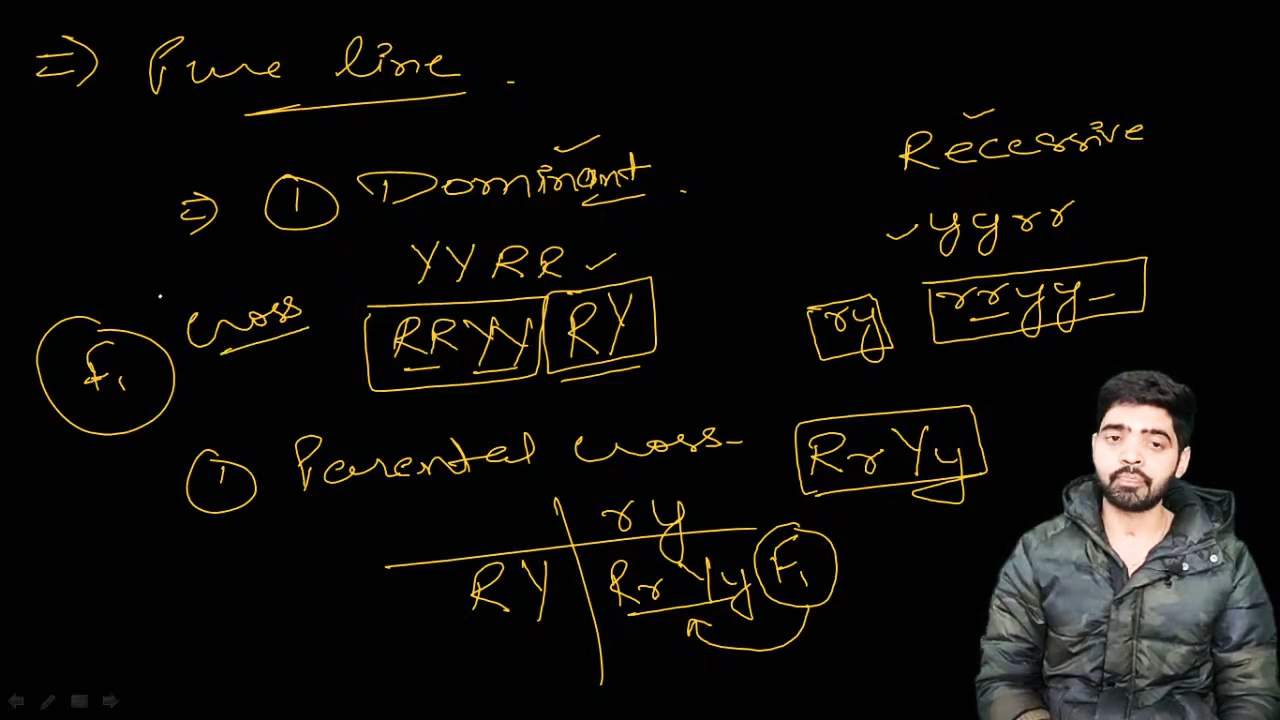 => Pure line .
=> ① Dominant .
Recessive
YYRR
yyrr
F₁
cross
RRYY
RY
ry
rryy
① Parental cross-
RrYy
ry
RY
RrYy
F₁